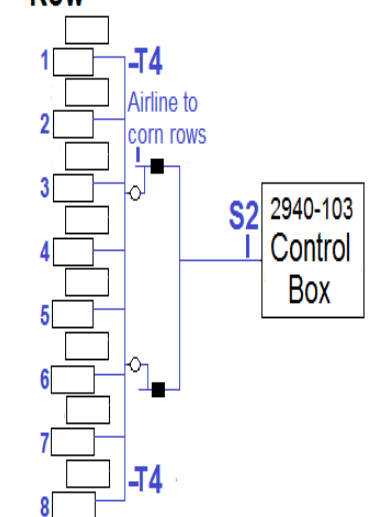 Row
1
-T4
Airline to
2
corn rows
3
S2
2940-103
4
Control
Box
5
6
7
-T4
8